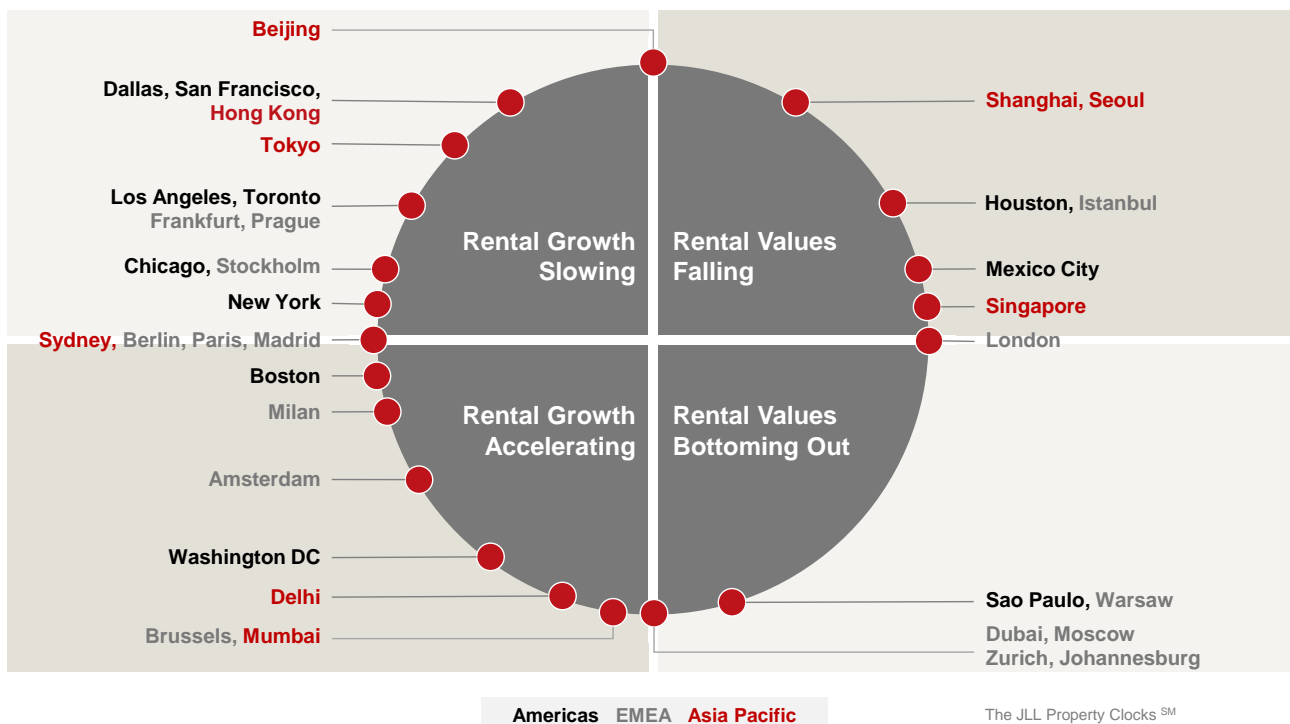 Beijing
Dallas, San Francisco,
Hong Kong
Tokyo
Los Angeles, Toronto
Frankfurt, Prague
Chicago, Stockholm
New York
Sydney, Berlin, Paris, Madrid
Boston
Milan
Amsterdam
Washington DC
Delhi
Brussels, Mumbai
Rental Growth
Slowing
Rental Values
Falling
Rental Growth
Accelerating
Rental Values
Bottoming Out
Shanghai, Seoul
Houston, Istanbul
Mexico City
Singapore
London
Sao Paulo, Warsaw
Dubai, Moscow
Zurich, Johannesburg
Americas EMEA Asia Pacific
The JLL Property Clocks SM